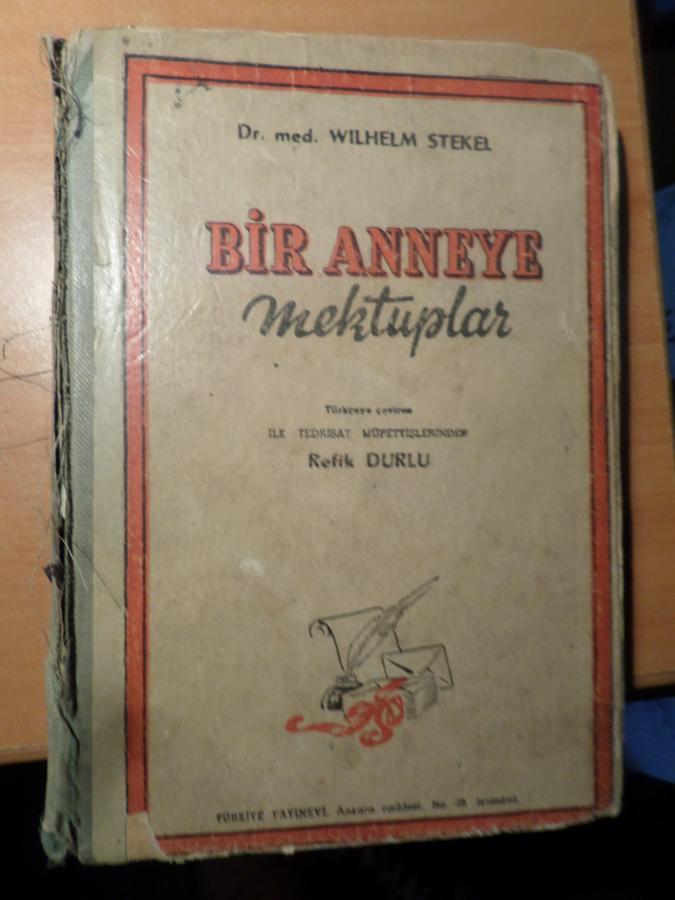 Dr. med. WILHELM STEKEL
BİR ANNEYE
mektuplar
Türkçeye çeviren
İLK TEDRİSAT MÜFETTİŞLERİNDEN
Refik DURLU
TÜRKİYE YAYINEVİ, Ankara caddesi, No. 36 İstanbul